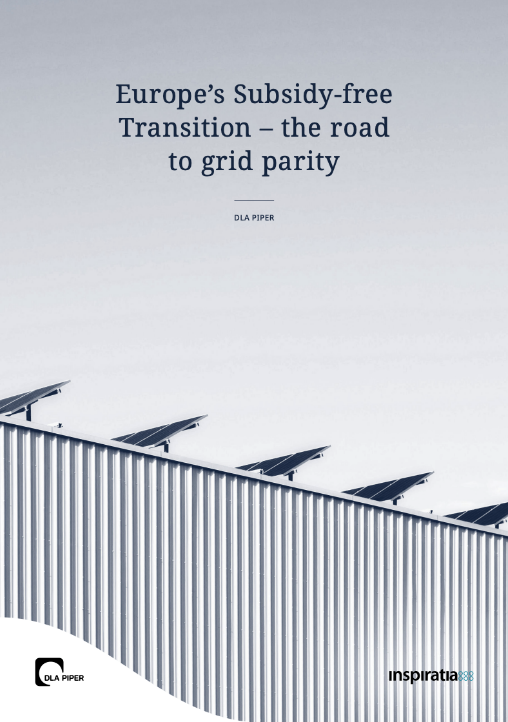 Europe’s Subsidy-free
Transition – the road
to grid parity
DLA PIPER
DLA PIPER
inspiratia